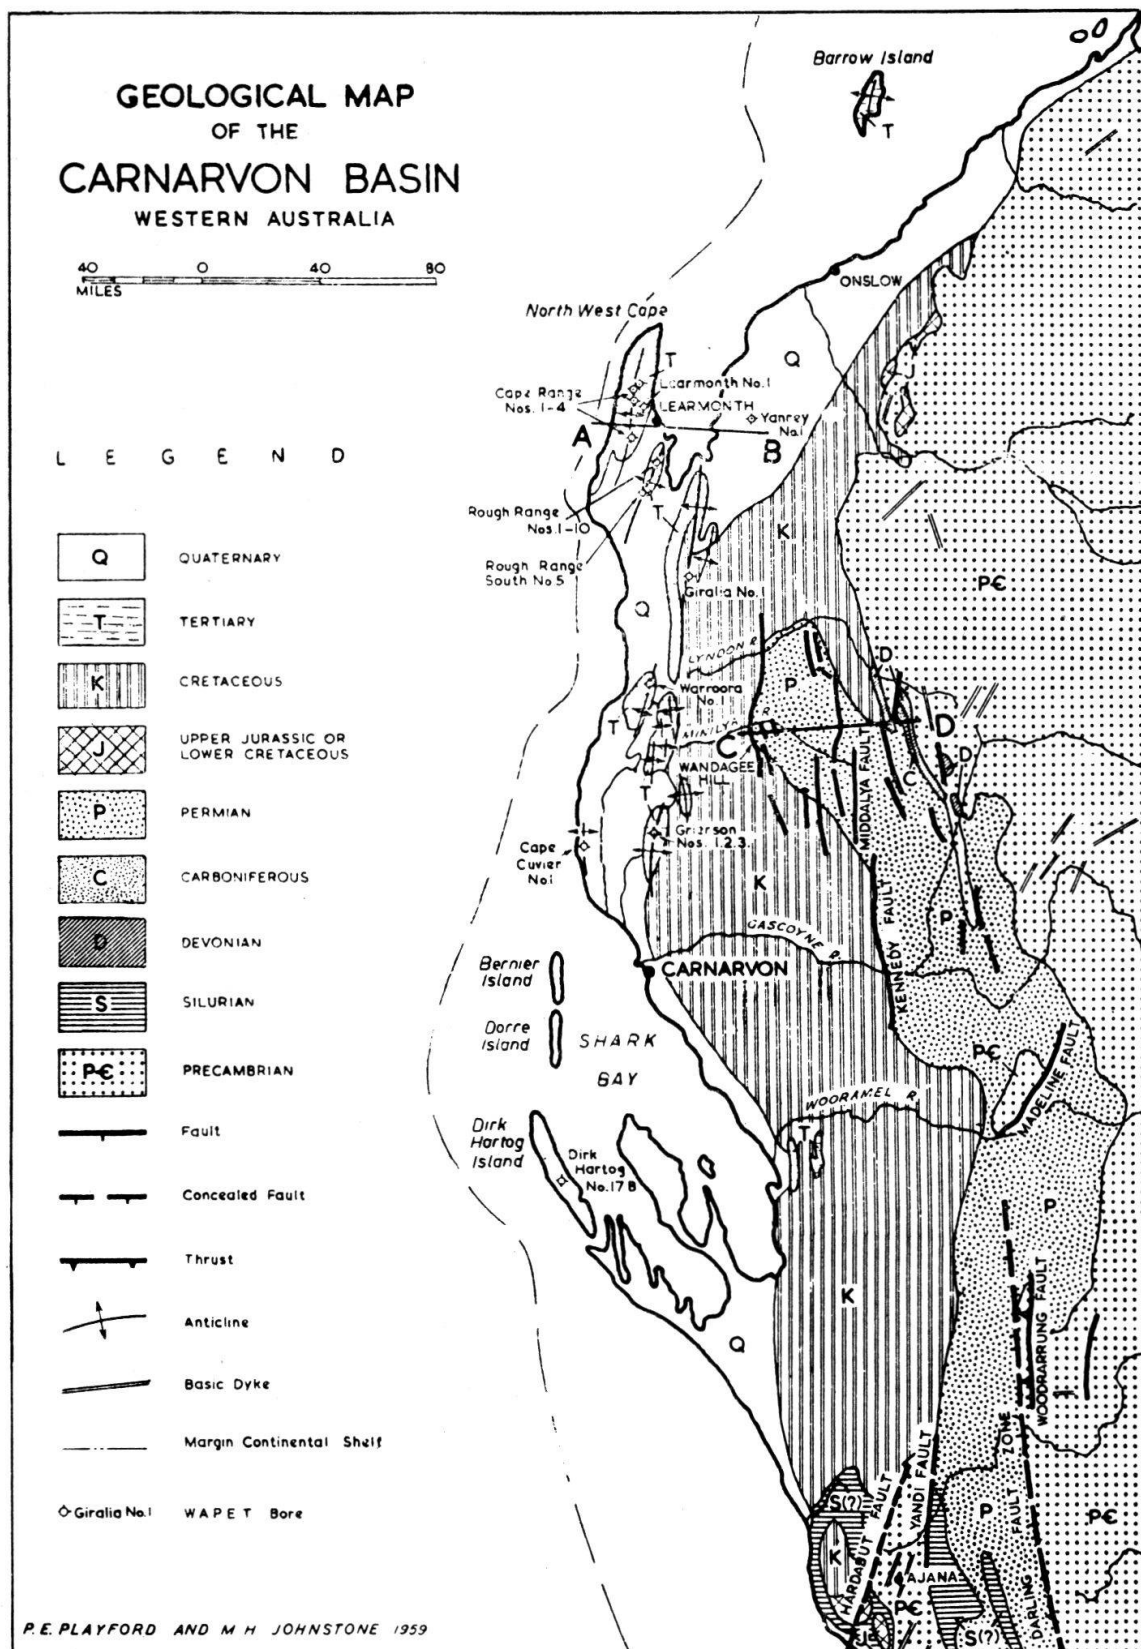 GEOLOGICAL MAP
OF THE
CARNARVON BASIN
WESTERN AUSTRALIA
40 0 40 80
MILES
L E G E N D
Q QUATERNARY
T TERTIARY
K CRETACEOUS
J UPPER JURASSIC OR
LOWER CRETACEOUS
P PERMIAN
C CARBONIFEROUS
D DEVONIAN
S SILURIAN
P€ PRECAMBRIAN
Fault
Concealed Fault
Thrust
Anticline
Basic Dyke
Margin Continental Shelf
Giralia No.1 WAPET Bore
P.E. PLAYFORD AND M H JOHNSTONE 1959
Barrow Island
T
ONSLOW
North West Cape
T
Q
J
Learmonth No.1
Cape Range
Nos. 1-4
LEARMONTH
Yanrey
No.1
A
B
Rough Range
Nos. 1-10
T
K
Rough Range
South No 5
Giralia No. 1
P€
Q
LYNDON R
D
P
Warroora
No. 1
T
MINILYA R
C
D
WANDAGEE
HILL
D
C
T
MIDDALYA FAULT
Grierson
Nos. 1.2.3.
Cape
Cuvier
No1
K
P
GASCOYNE R
KENNEDY FAULT
CARNARVON
Bernier
Island
Dorre
Island
SHARK
BAY
P€
MADELINE FAULT
WOORAMEL R
T
Dirk
Hartog
Island
Dirk
Hartog
No. 17 B
P
K
WOODRARRUNG FAULT
Q
S(?)
HARDABUT FAULT
YANDI FAULT
P
DARLING FAULT ZONE
P€
K
AJANA
P€
J
S(?)